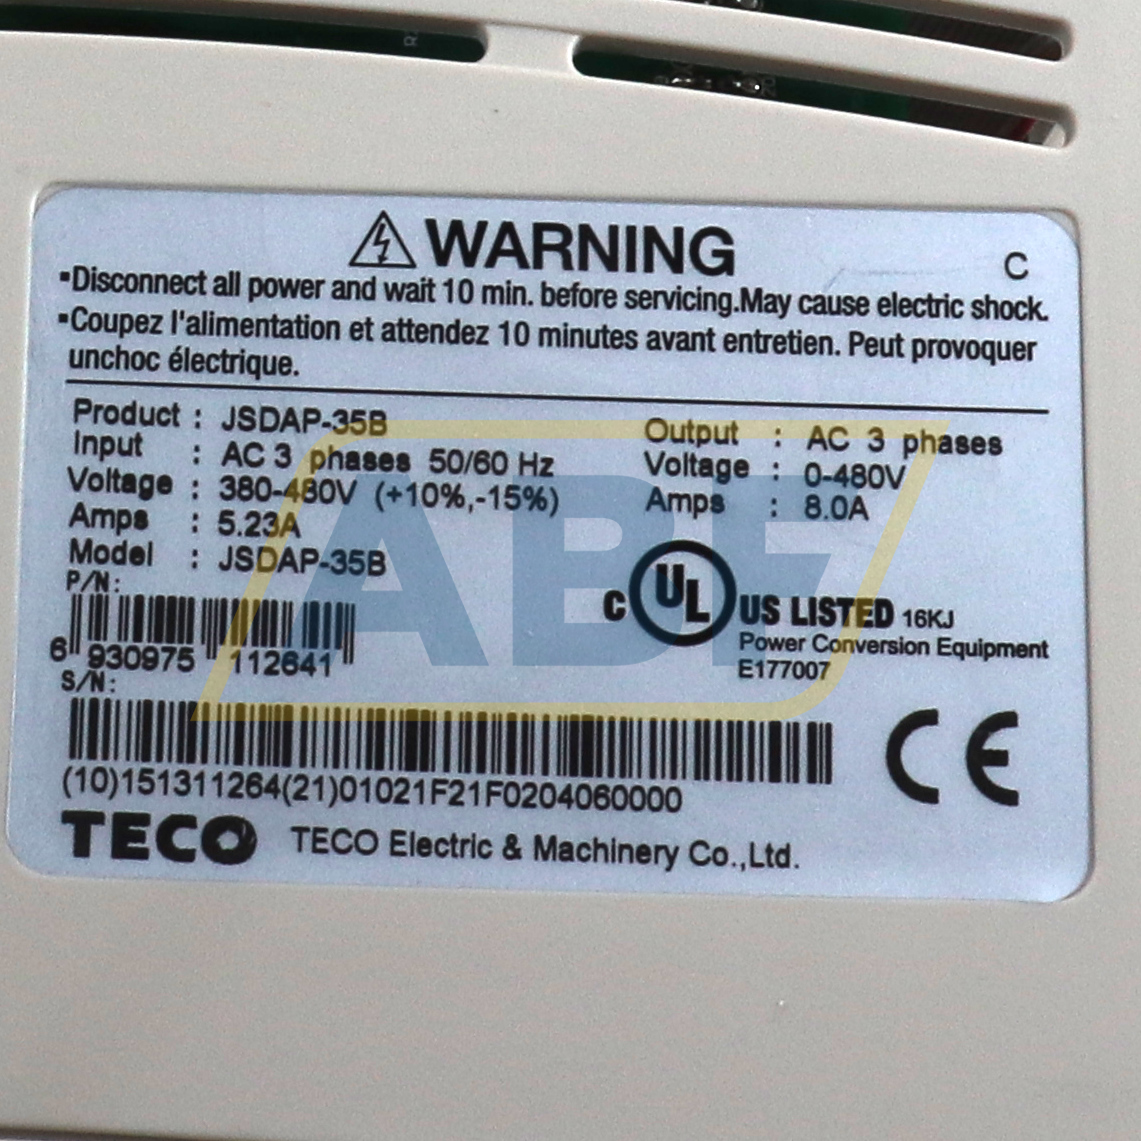 WARNING
C
▪Disconnect all power and wait 10 min. before servicing.May cause electric shock.
▪Coupez l'alimentation et attendez 10 minutes avant entretien. Peut provoquer
unchoc électrique.
Product : JSDAP-35B
Input : AC 3 phases 50/60 Hz
Voltage : 380-480V (+10%,-15%)
Amps : 5.23A
Model : JSDAP-35B
Output : AC 3 phases
Voltage : 0-480V
Amps : 8.0A
P/N:
6 930975 112641
C UL US LISTED 16KJ
Power Conversion Equipment
E177007
S/N:
(10)151311264(21)01021F21F0204060000
CE
TECO TECO Electric & Machinery Co.,Ltd.
ABF